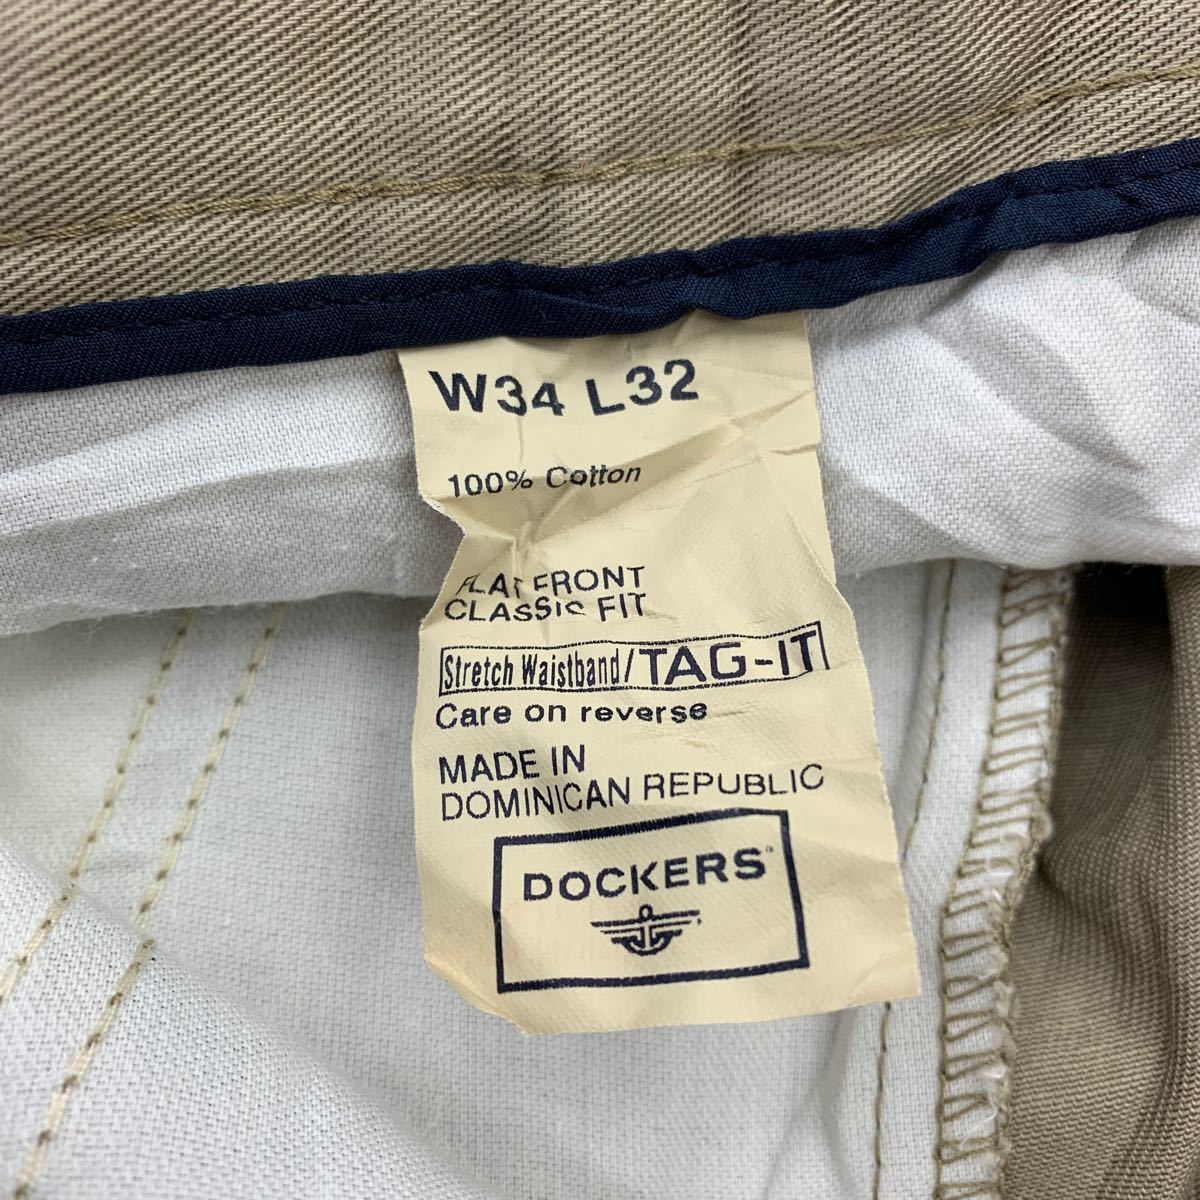 W34 L32
100% Cotton
FLAT FRONT
CLASSIC FIT
Stretch Waistband/TAG-IT
Care on reverse
MADE IN
DOMINICAN REPUBLIC
DOCKERS®